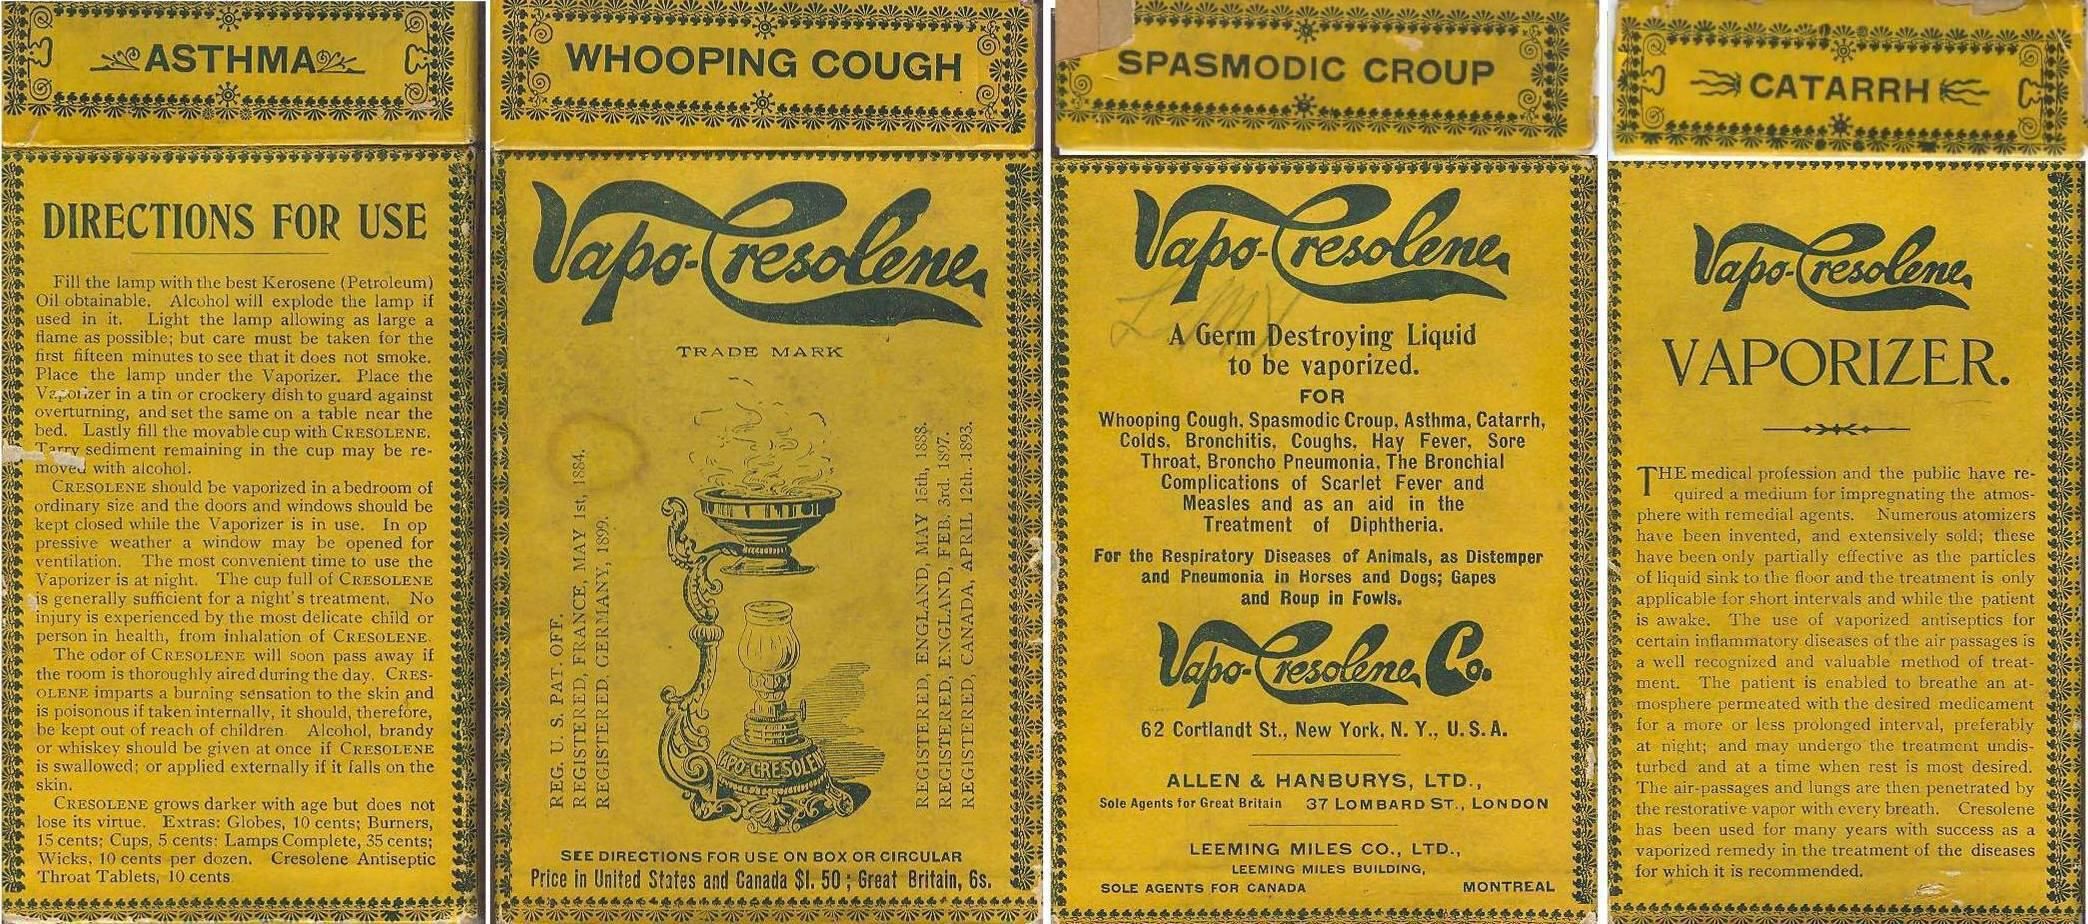 ASTHMA
DIRECTIONS FOR USE
Fill the lamp with the best Kerosene (Petroleum)
Oil obtainable. Alcohol will explode the lamp if
used in it. Light the lamp allowing as large a
flame as possible; but care must be taken for the
first fifteen minutes to see that it does not smoke.
Place the lamp under the Vaporizer. Place the
Vaporizer in a tin or crockery dish to guard against
overturning, and set the same on a table near the
bed. Lastly fill the movable cup with CRESOLENE.
Tarry sediment remaining in the cup may be re-
moved with alcohol.
CRESOLENE should be vaporized in a bedroom of
ordinary size and the doors and windows should be
kept closed while the Vaporizer is in use. In op
pressive weather a window may be opened for
ventilation. The most convenient time to use the
Vaporizer is at night. The cup full of CRESOLENE
is generally sufficient for a night's treatment. No
injury is experienced by the most delicate child or
person in health, from inhalation of CRESOLENE.
The odor of CRESOLENE will soon pass away if
the room is thoroughly aired during the day. CRES-
OLENE imparts a burning sensation to the skin and
is poisonous if taken internally, it should, therefore,
be kept out of reach of children Alcohol, brandy
or whiskey should be given at once if CRESOLENE
is swallowed; or applied externally if it falls on the
skin.
CRESOLENE grows darker with age but does not
lose its virtue. Extras: Globes, 10 cents; Burners,
15 cents; Cups, 5 cents: Lamps Complete, 35 cents;
Wicks, 10 cents per dozen. Cresolene Antiseptic
Throat Tablets, 10 cents
WHOOPING COUGH
Vapo-Cresolene
TRADE MARK
REG. U. S. PAT. OFF.
REGISTERED, FRANCE, MAY 1st, 1884.
REGISTERED, GERMANY, 1899.
REGISTERED, ENGLAND, MAY 15th, 1888.
REGISTERED, ENGLAND, FEB. 3rd. 1897.
REGISTERED, CANADA, APRIL 12th. 1893.
APO-CRESOLEN
SEE DIRECTIONS FOR USE ON BOX OR CIRCULAR
Price in United States and Canada $1.50; Great Britain, 6s.
SPASMODIC CROUP
Vapo-Cresolene
A Germ Destroying Liquid
to be vaporized.
FOR
Whooping Cough, Spasmodic Croup, Asthma, Catarrh,
Colds, Bronchitis, Coughs, Hay Fever, Sore
Throat, Broncho Pneumonia, The Bronchial
Complications of Scarlet Fever and
Measles and as an aid in the
Treatment of Diphtheria.
For the Respiratory Diseases of Animals, as Distemper
and Pneumonia in Horses and Dogs; Gapes
and Roup in Fowls.
Vapo-Cresolene Co.
62 Cortlandt St., New York, N. Y., U. S. A.
ALLEN & HANBURYS, LTD.,
Sole Agents for Great Britain 37 LOMBARD ST., LONDON
LEEMING MILES CO., LTD.,
LEEMING MILES BUILDING,
SOLE AGENTS FOR CANADA MONTREAL
CATARRH
Vapo-Cresolene
VAPORIZER.
THE medical profession and the public have re-
quired a medium for impregnating the atmos-
phere with remedial agents. Numerous atomizers
have been invented, and extensively sold; these
have been only partially effective as the particles
of liquid sink to the floor and the treatment is only
applicable for short intervals and while the patient
is awake. The use of vaporized antiseptics for
certain inflammatory diseases of the air passages is
a well recognized and valuable method of treat-
ment. The patient is enabled to breathe an at-
mosphere permeated with the desired medicament
for a more or less prolonged interval, preferably
at night; and may undergo the treatment undis-
turbed and at a time when rest is most desired.
The air-passages and lungs are then penetrated by
the restorative vapor with every breath. Cresolene
has been used for many years with success as a
vaporized remedy in the treatment of the diseases
for which it is recommended.